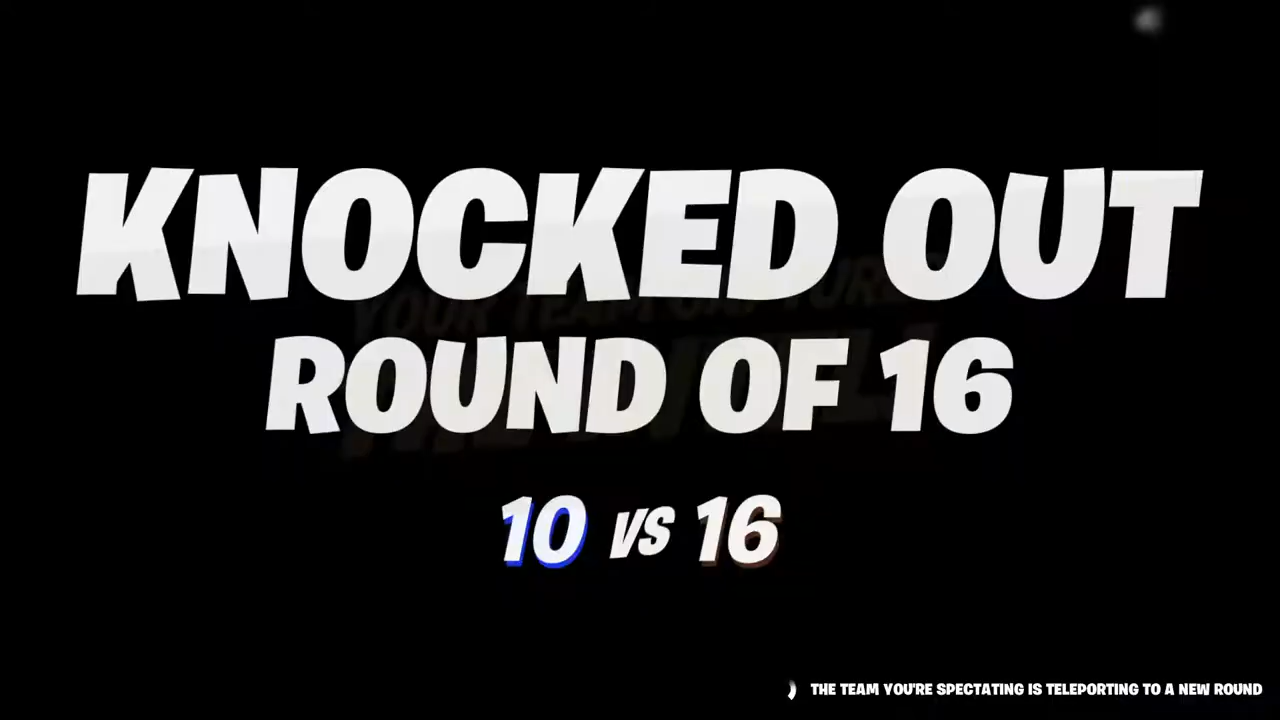 KNOCKED OUT
ROUND OF 16
10 VS 16
THE TEAM YOU'RE SPECTATING IS TELEPORTING TO A NEW ROUND